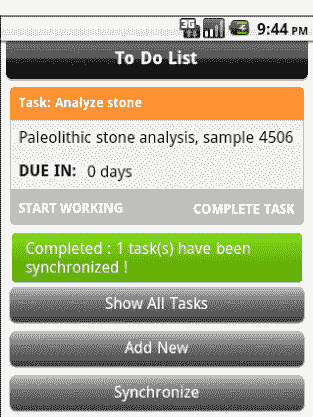 3G
9:44 PM
To Do List
Task: Analyze stone
Paleolithic stone analysis, sample 4506
DUE IN: 0 days
START WORKING COMPLETE TASK
Completed : 1 task(s) have been
synchronized !
Show All Tasks
Add New
Synchronize